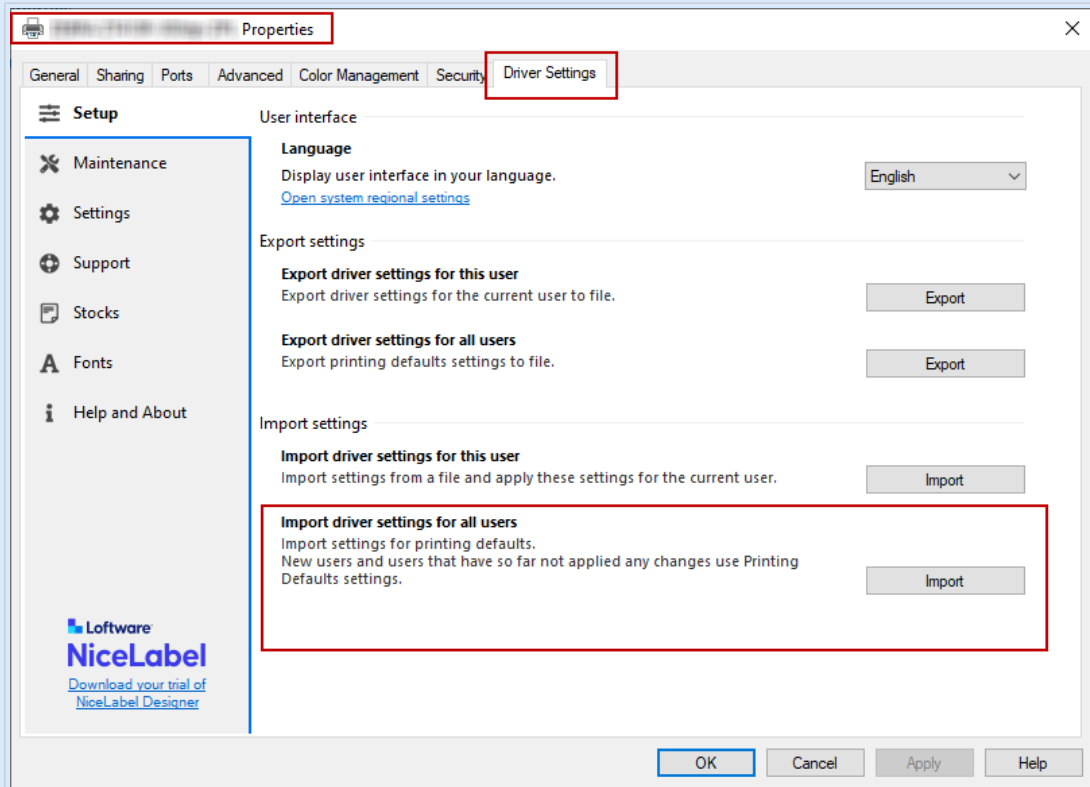 Properties
General Sharing Ports Advanced Color Management Security Driver Settings
Setup
Maintenance
Settings
Support
Stocks
Fonts
Help and About
Loftware
NiceLabel
Download your trial of
NiceLabel Designer
User interface
Language
Display user interface in your language.
English
Open system regional settings
Export settings
Export driver settings for this user
Export driver settings for the current user to file.
Export
Export driver settings for all users
Export printing defaults settings to file.
Export
Import settings
Import driver settings for this user
Import settings from a file and apply these settings for the current user.
Import
Import driver settings for all users
Import settings for printing defaults.
New users and users that have so far not applied any changes use Printing
Defaults settings.
Import
OK Cancel Apply Help